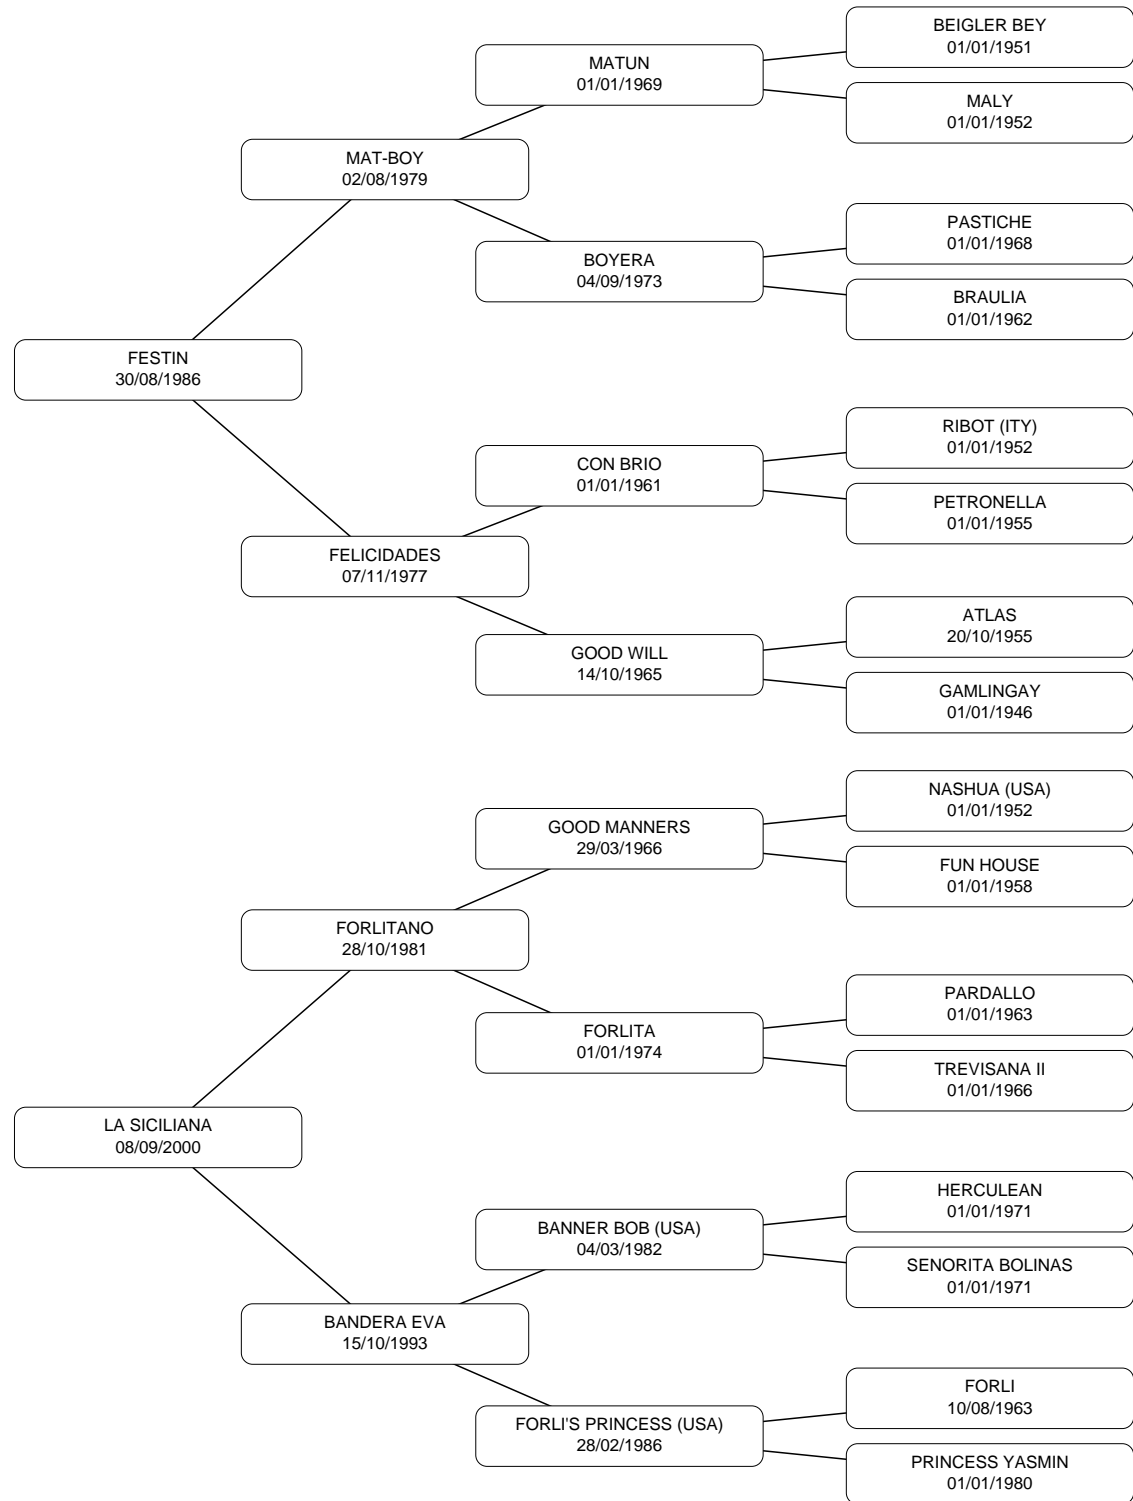 BEIGLER BEY
01/01/1951
MATUN
01/01/1969
MALY
01/01/1952
MAT-BOY
02/08/1979
PASTICHE
01/01/1968
BOYERA
04/09/1973
BRAULIA
01/01/1962
FESTIN
30/08/1986
RIBOT (ITY)
01/01/1952
CON BRIO
01/01/1961
PETRONELLA
01/01/1955
FELICIDADES
07/11/1977
ATLAS
20/10/1955
GOOD WILL
14/10/1965
GAMLINGAY
01/01/1946
NASHUA (USA)
01/01/1952
GOOD MANNERS
29/03/1966
FUN HOUSE
01/01/1958
FORLITANO
28/10/1981
PARDALLO
01/01/1963
FORLITA
01/01/1974
TREVISANA II
01/01/1966
LA SICILIANA
08/09/2000
HERCULEAN
01/01/1971
BANNER BOB (USA)
04/03/1982
SENORITA BOLINAS
01/01/1971
BANDERA EVA
15/10/1993
FORLI
10/08/1963
FORLI'S PRINCESS (USA)
28/02/1986
PRINCESS YASMIN
01/01/1980